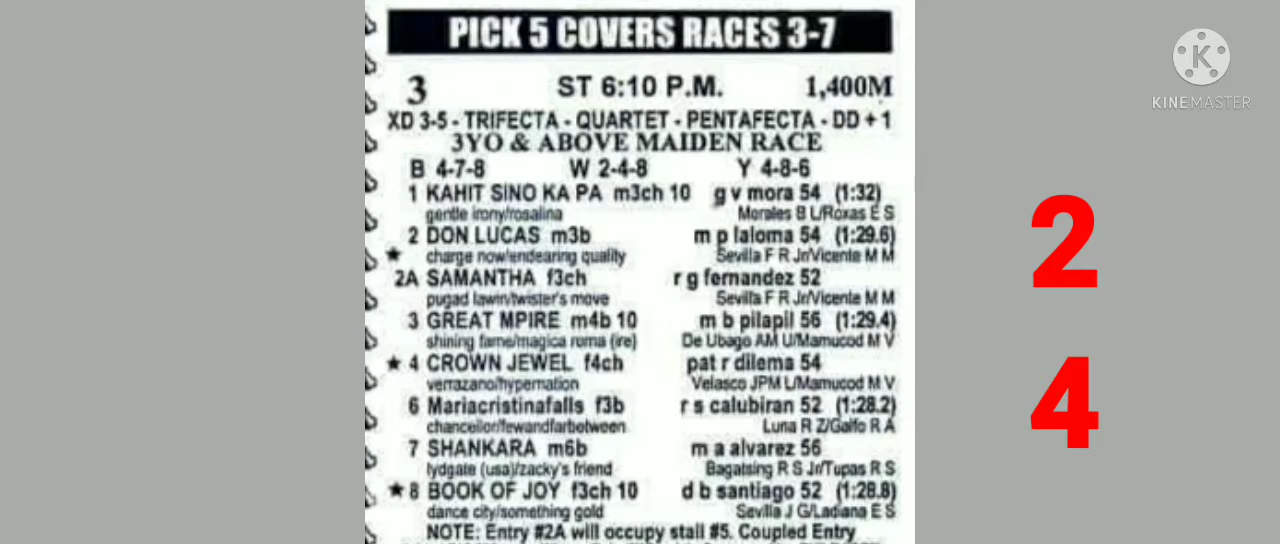 PICK 5 COVERS RACES 3-7
3 ST 6:10 P.M. 1,400M
XD 3-5 - TRIFECTA - QUARTET - PENTAFECTA - DD + 1
3YO & ABOVE MAIDEN RACE
B 4-7-8 W 2-4-8 Y 4-8-6
1 KAHIT SINO KA PA m3ch 10 g v mora 54 (1:32)
gentle irony/rosalina Morales B L/Roxas E S
2 DON LUCAS m3b m p laloma 54 (1:29.6)
★ charge now/endearing quality Sevilla F R Jr/Vicente M M
2A SAMANTHA f3ch r g fernandez 52
pugad lawin/twister's move Sevilla F R Jr/Vicente M M
3 GREAT MPIRE m4b 10 m b pilapil 56 (1:29.4)
shining fame/magica roma (ire) De Ubago AM U/Mamucod M V
★ 4 CROWN JEWEL f4ch pat r dilema 54
verrazano/hypernation Velasco JPM L/Mamucod M V
6 Mariacristinafalls f3b r s calubiran 52 (1:28.2)
chancellor/fewandfarbetween Luna R Z/Galfo R A
7 SHANKARA m6b m a alvarez 56
lydgate (usa)/zacky's friend Bagatsing R S Jr/Tupas R S
★ 8 BOOK OF JOY f3ch 10 d b santiago 52 (1:28.8)
dance city/something gold Sevilla J G/Ladiana E S
NOTE: Entry #2A will occupy stall #5. Coupled Entry
K
KINEMASTER
2
4